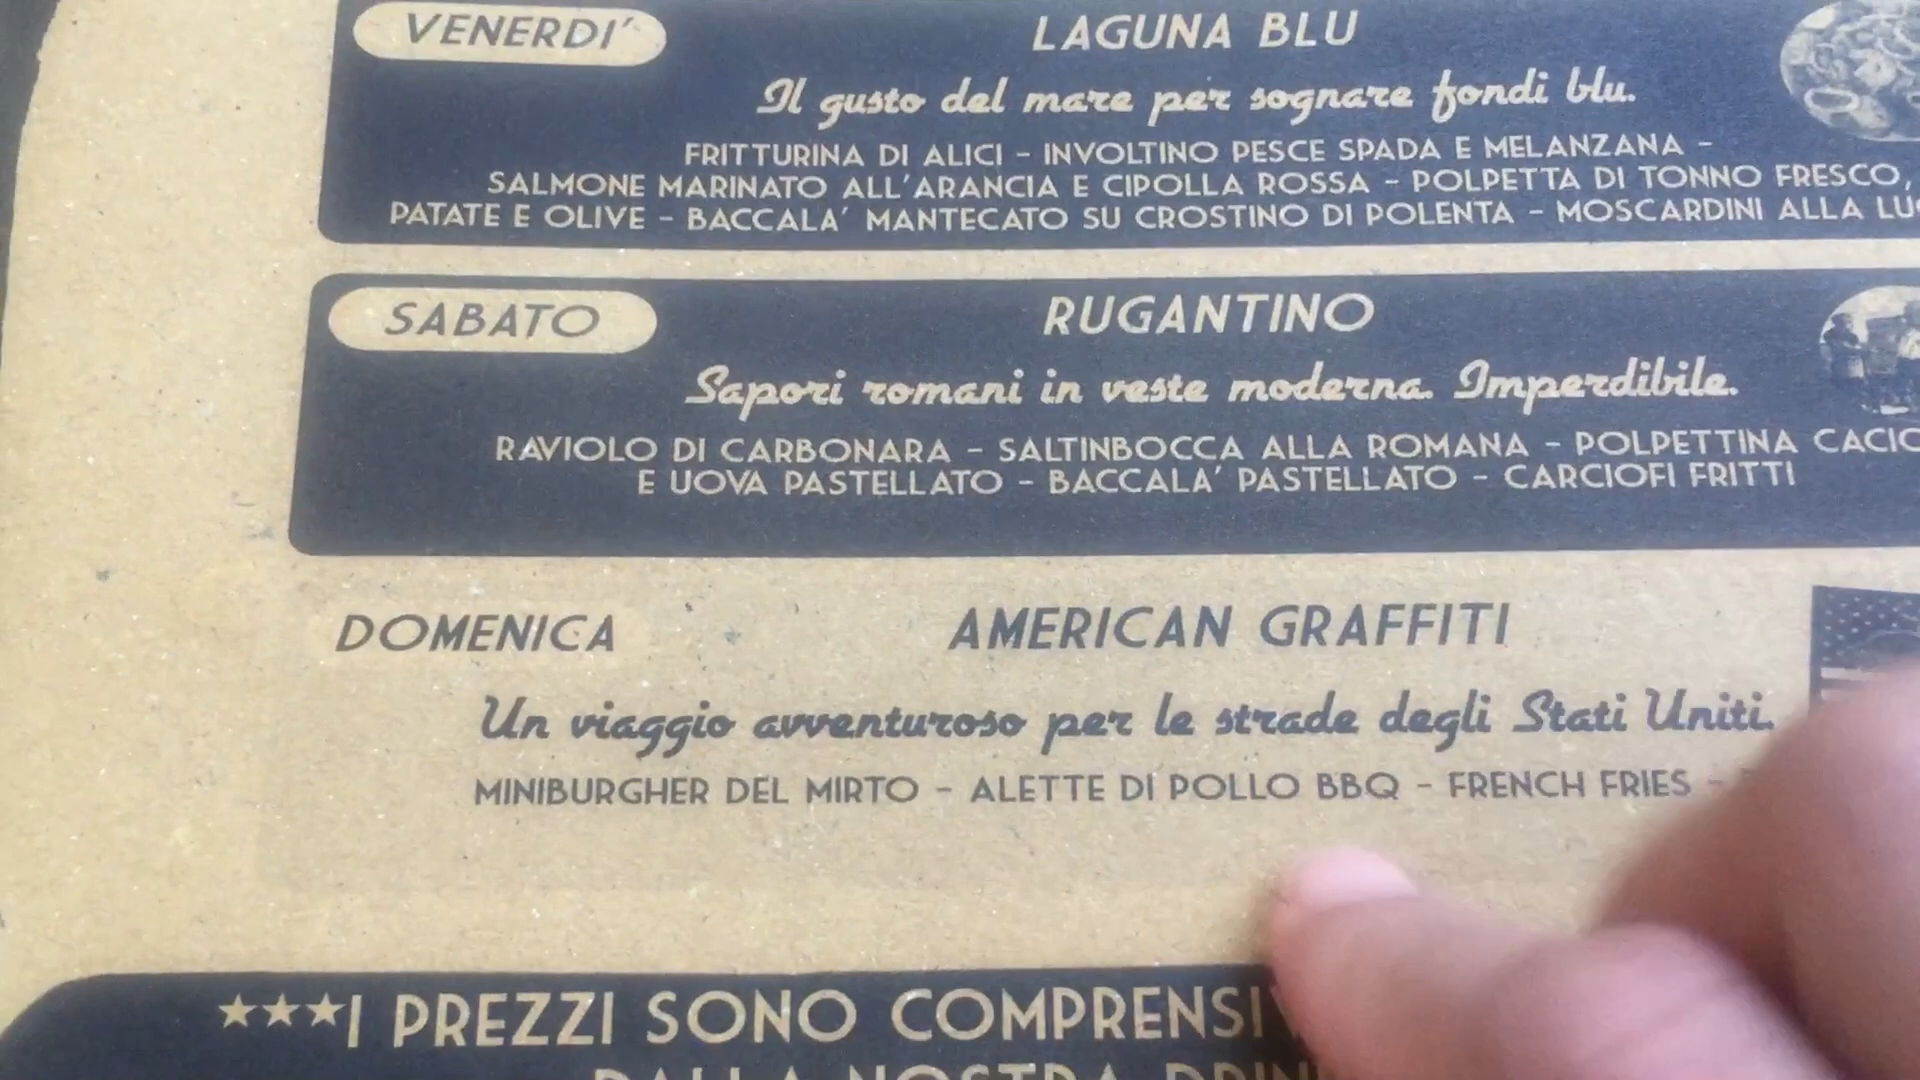 VENERDI'
LAGUNA BLU
Il gusto del mare per sognare fondi blu.
FRITTURINA DI ALICI - INVOLTINO PESCE SPADA E MELANZANA -
SALMONE MARINATO ALL'ARANCIA E CIPOLLA ROSSA - POLPETTA DI TONNO FRESCO,
PATATE E OLIVE - BACCALA' MANTECATO SU CROSTINO DI POLENTA - MOSCARDINI ALLA
SABATO
RUGANTINO
Sapori romani in veste moderna. Imperdibile.
RAVIOLO DI CARBONARA - SALTINBOCCA ALLA ROMANA - POLPETTINA CACIO
E UOVA PASTELLATO - BACCALA' PASTELLATO - CARCIOFI FRITTI
DOMENICA
AMERICAN GRAFFITI
Un viaggio avventuroso per le strade degli Stati Uniti.
MINIBURGHER DEL MIRTO - ALETTE DI POLLO BBQ - FRENCH FRIES -
***I PREZZI SONO
DALLA NOSTRA